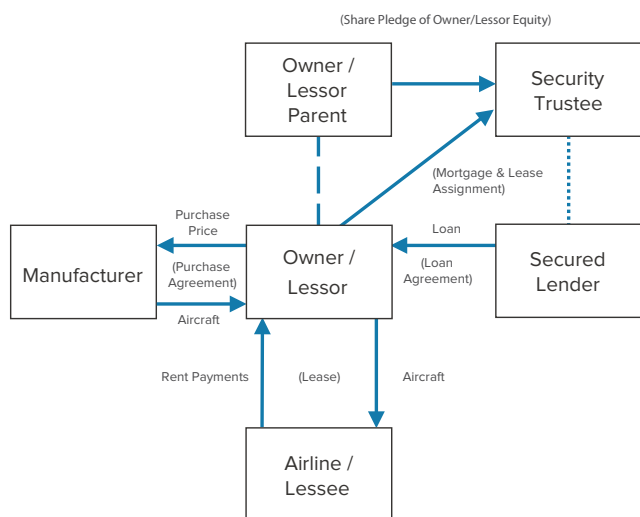 (Share Pledge of Owner/Lessor Equity)
Owner /
Lessor
Parent
Security
Trustee
(Mortgage & Lease
Assignment)
Purchase
Price
Loan
Manufacturer
(Purchase
Agreement)
Owner /
Lessor
(Loan
Agreement)
Secured
Lender
Aircraft
Rent Payments
(Lease)
Aircraft
Airline /
Lessee